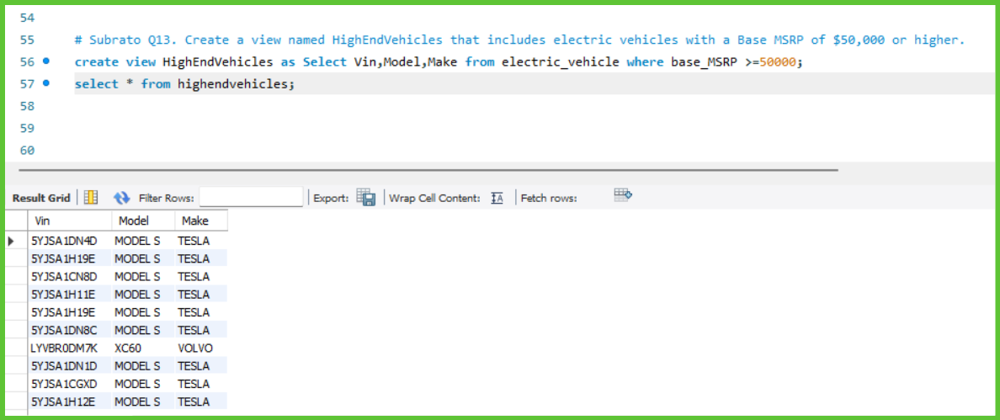 54
55 # Subrato Q13. Create a view named HighEndVehicles that includes electric vehicles with a Base MSRP of $50,000 or higher.
56 create view HighEndVehicles as Select Vin,Model,Make from electric_vehicle where base_MSRP >=50000;
57 select * from highendvehicles;
58
59
60
Result Grid Filter Rows: Export: Wrap Cell Content: IA Fetch rows:
Vin Model Make
5YJSA1DN4D MODEL S TESLA
5YJSA1H19E MODEL S TESLA
5YJSA1CN8D MODEL S TESLA
5YJSA1H11E MODEL S TESLA
5YJSA1H19E MODEL S TESLA
5YJSA1DN8C MODEL S TESLA
LYVBR0DM7K XC60 VOLVO
5YJSA1DN1D MODEL S TESLA
5YJSA1CGXD MODEL S TESLA
5YJSA1H12E MODEL S TESLA